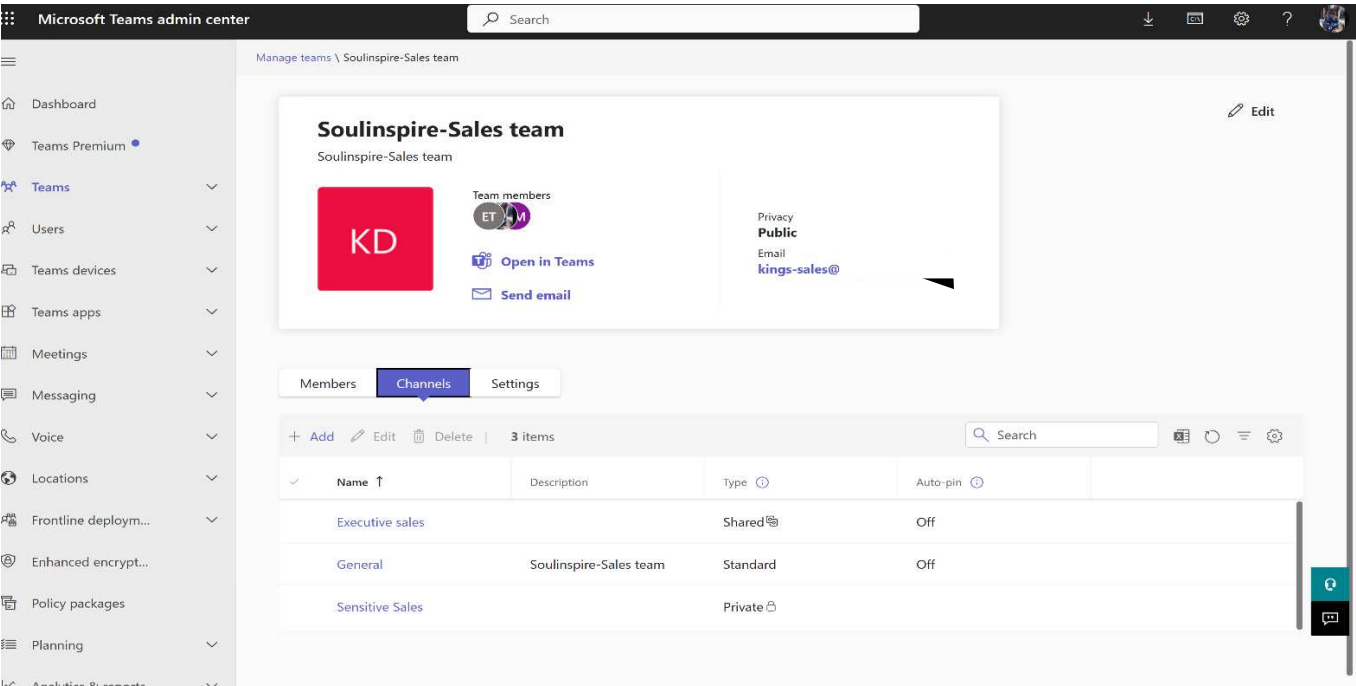 Microsoft Teams admin center
Search
?
Manage teams \ Soulinspire-Sales team
Dashboard
Teams Premium
Teams
Users
Teams devices
Teams apps
Meetings
Messaging
Voice
Locations
Frontline deploym...
Enhanced encrypt...
Policy packages
Planning
Analytics & reports
Edit
Soulinspire-Sales team
Soulinspire-Sales team
KD
Team members
ET M
Open in Teams
Send email
Privacy
Public
Email
kings-sales@
Members Channels Settings
+ Add Edit Delete | 3 items Search
Name ↑ Description Type Auto-pin
Executive sales Shared Off
General Soulinspire-Sales team Standard Off
Sensitive Sales Private